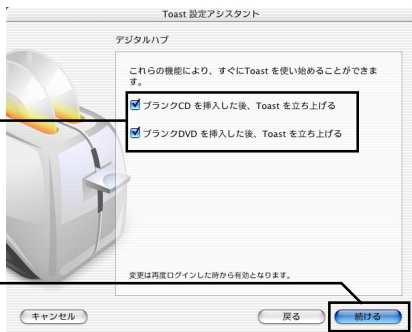 Toast 設定アシスタント
デジタルハブ
これらの機能により、すぐにToast を使い始めることができま
す。
ブランクCD を挿入した後、Toast を立ち上げる
ブランクDVD を挿入した後、Toast を立ち上げる
変更は再度ログインした時から有効となります。
キャンセル
戻る
続ける